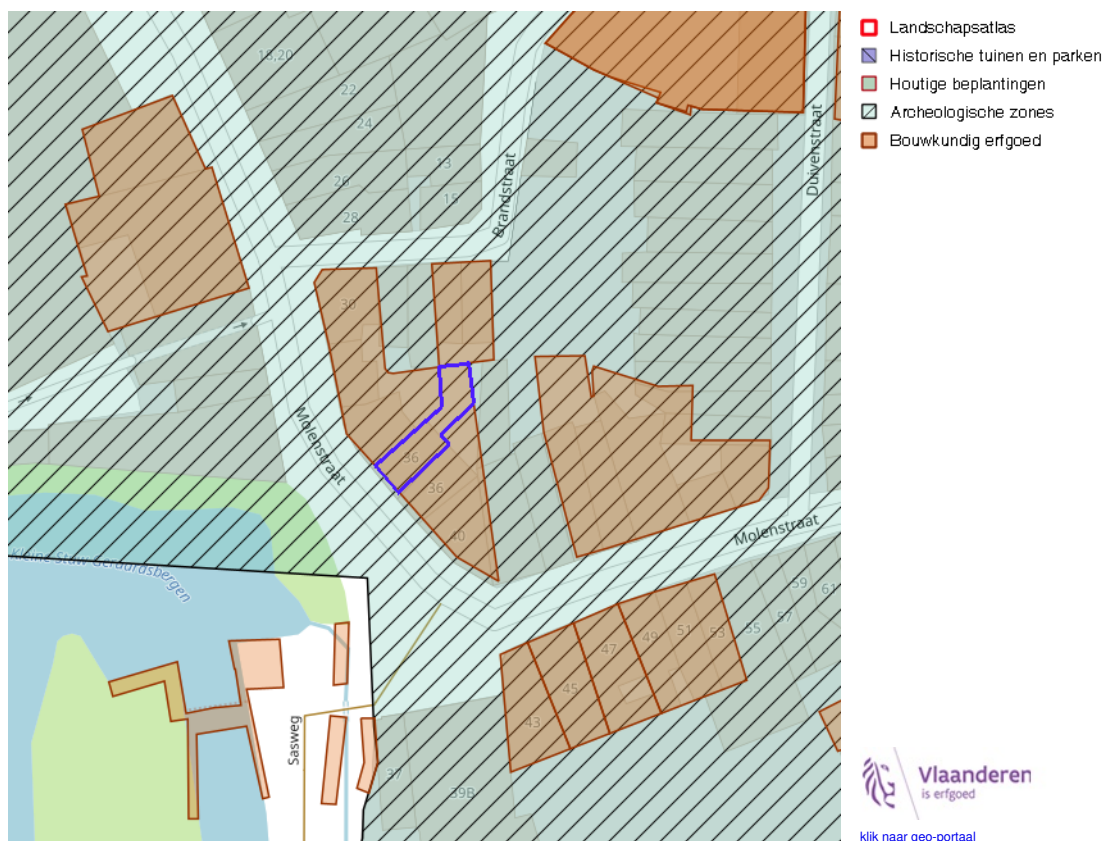 18,20
22
24
26
28
13
15
Brandstraat
Duivenstraat
30
Molenstraat
36
36
40
Molenstraat
Kleine Staw Geraardsbergen
59
61
57
55
53
51
49
47
45
43
Sasweg
37
39B
Landschapsatlas
Historische tuinen en parken
Houtige beplantingen
Archeologische zones
Bouwkundig erfgoed
Vlaanderen
is erfgoed
klik naar geo-portaal